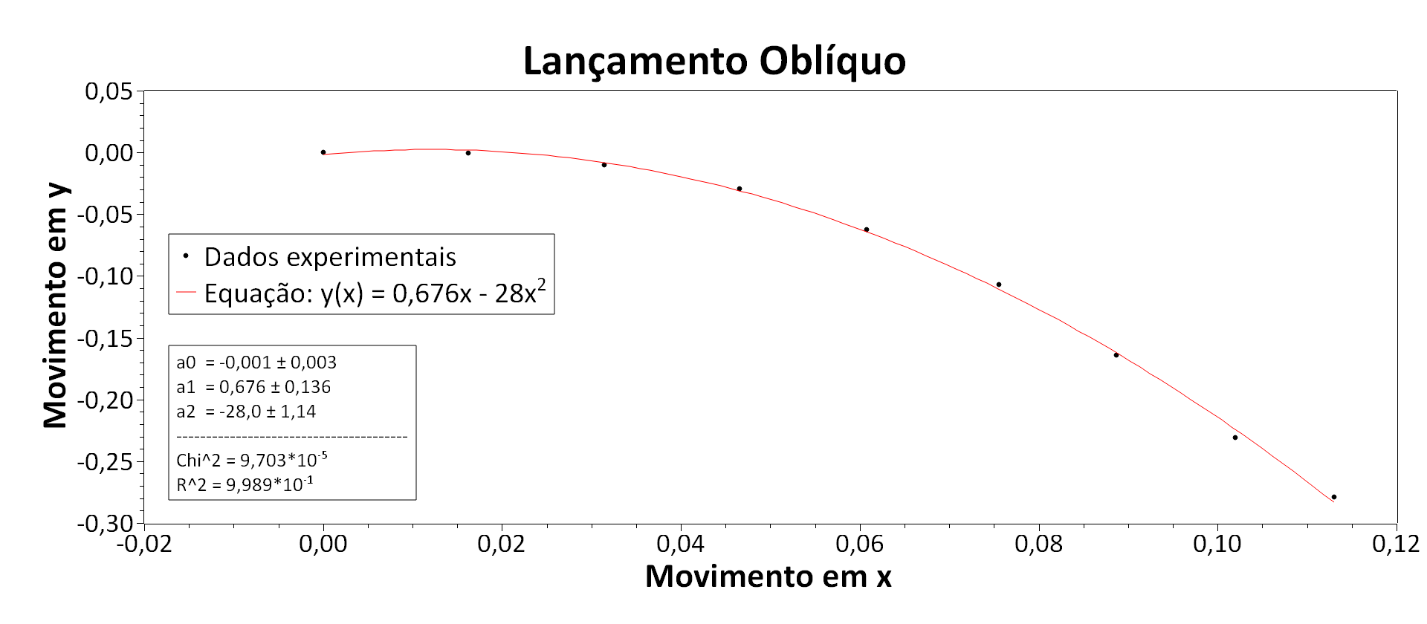 Lançamento Oblíquo
0,05
0,00
-0,05
-0,10
-0,15
-0,20
-0,25
-0,30
Movimento em y
Dados experimentais
Equação: y(x) = 0,676x - 28x²
a0 = -0,001 ± 0,003
a1 = 0,676 ± 0,136
a2 = -28,0 ± 1,14
--------------------------------------
Chi^2 = 9,703*10⁻⁵
R^2 = 9,989*10⁻¹
-0,02 0,00 0,02 0,04 0,06 0,08 0,10 0,12
Movimento em x